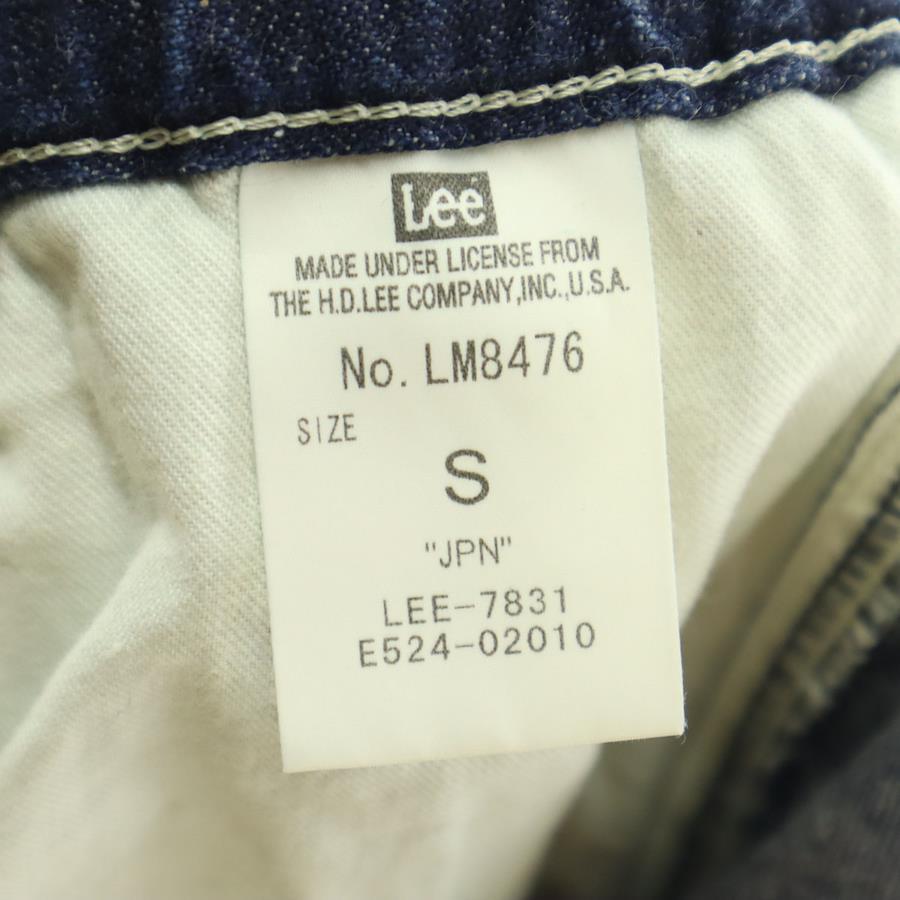 Lee
MADE UNDER LICENSE FROM
THE H.D.LEE COMPANY,INC.,U.S.A.
No. LM8476
SIZE
S
"JPN"
LEE-7831
E524-02010